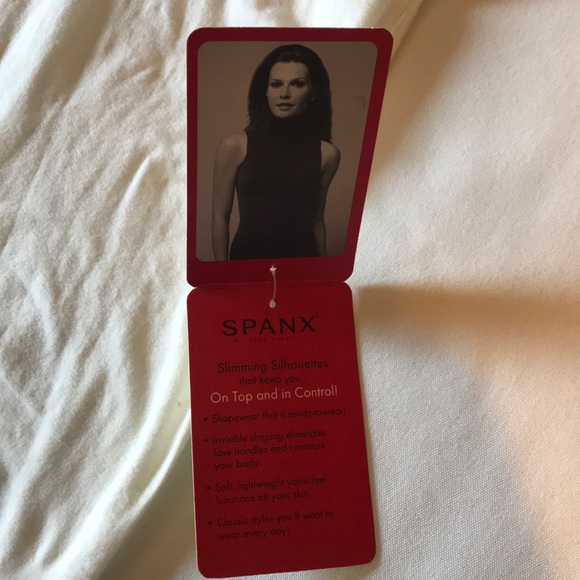 SPANX®
Slimming Silhouettes
that keep you...
On Top and in Control!
• Shapewear that is ready-to-wear!
• Invisible shaping eliminates
love handles and contours
your body.
• Soft, lightweight yarns feel
luxurious on your skin.
• Classic styles you'll want to
wear every day!